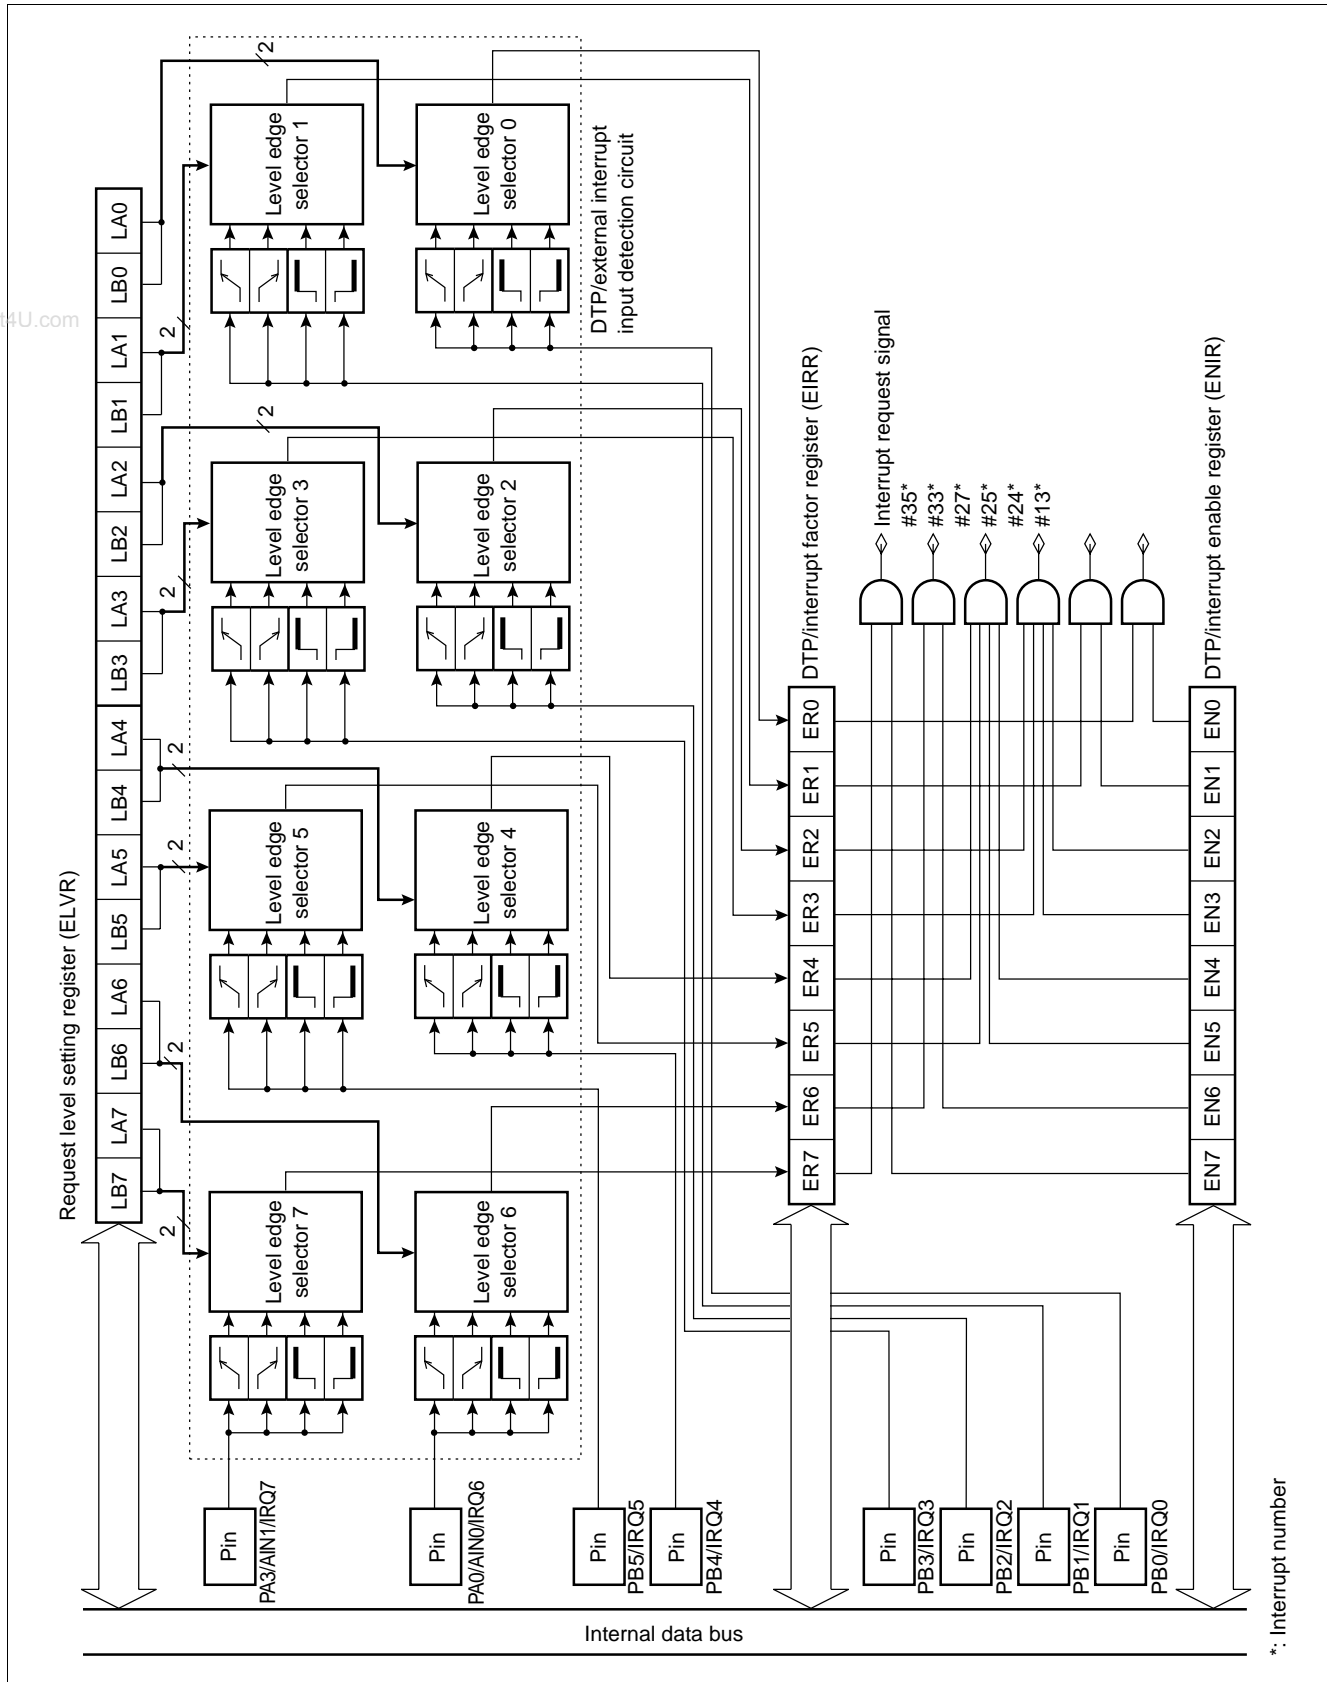 Request level setting register (ELVR)
LB7 LA7 LB6 LA6 LB5 LA5 LB4 LA4 LB3 LA3 LB2 LA2 LB1 LA1 LB0 LA0
2
2
2
2
2
2
2
2
t4U.com
Pin
PA3/AIN1/IRQ7
Level edge
selector 7
Level edge
selector 5
Level edge
selector 3
Level edge
selector 1
Pin
PA0/AIN0/IRQ6
Level edge
selector 6
Level edge
selector 4
Level edge
selector 2
Level edge
selector 0
DTP/external interrupt
input detection circuit
Pin
PB5/IRQ5
Pin
PB4/IRQ4
ER7 ER6 ER5 ER4 ER3 ER2 ER1 ER0
DTP/interrupt factor register (EIRR)
Pin
PB3/IRQ3
Pin
PB2/IRQ2
Pin
PB1/IRQ1
Pin
PB0/IRQ0
Interrupt request signal
#35*
#33*
#27*
#25*
#24*
#13*
EN7 EN6 EN5 EN4 EN3 EN2 EN1 EN0
DTP/interrupt enable register (ENIR)
Internal data bus
*: Interrupt number